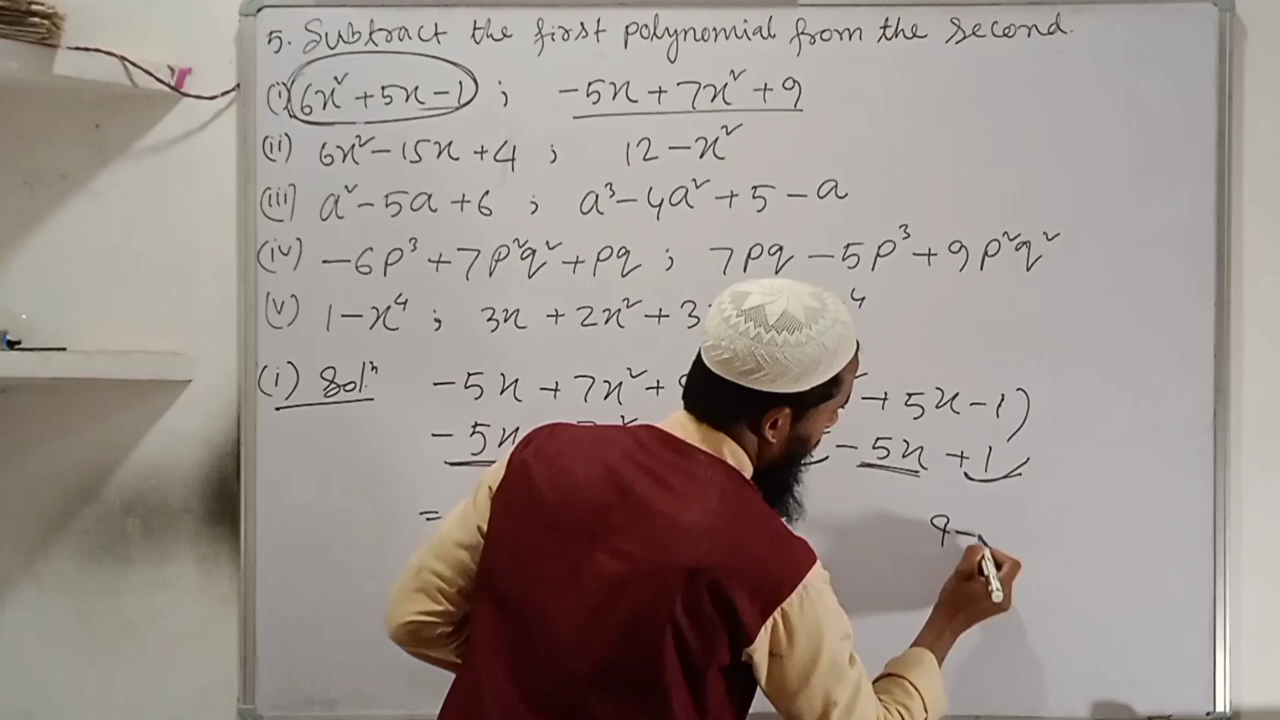 5. Subtract the first polynomial from the second.
(i) 6x² + 5x - 1 ; -5x + 7x² + 9
(ii) 6x² - 15x + 4 ; 12 - x²
(iii) a² - 5a + 6 ; a³ - 4a² + 5 - a
(iv) -6p³ + 7p²q² + pq ; 7pq - 5p³ + 9p²q²
(v) 1 - x⁴ ; 3x + 2x² + 3 4
(i) Solⁿ -5x + 7x² + + 5x - 1)
-5x - 5x + 1
= 9 -